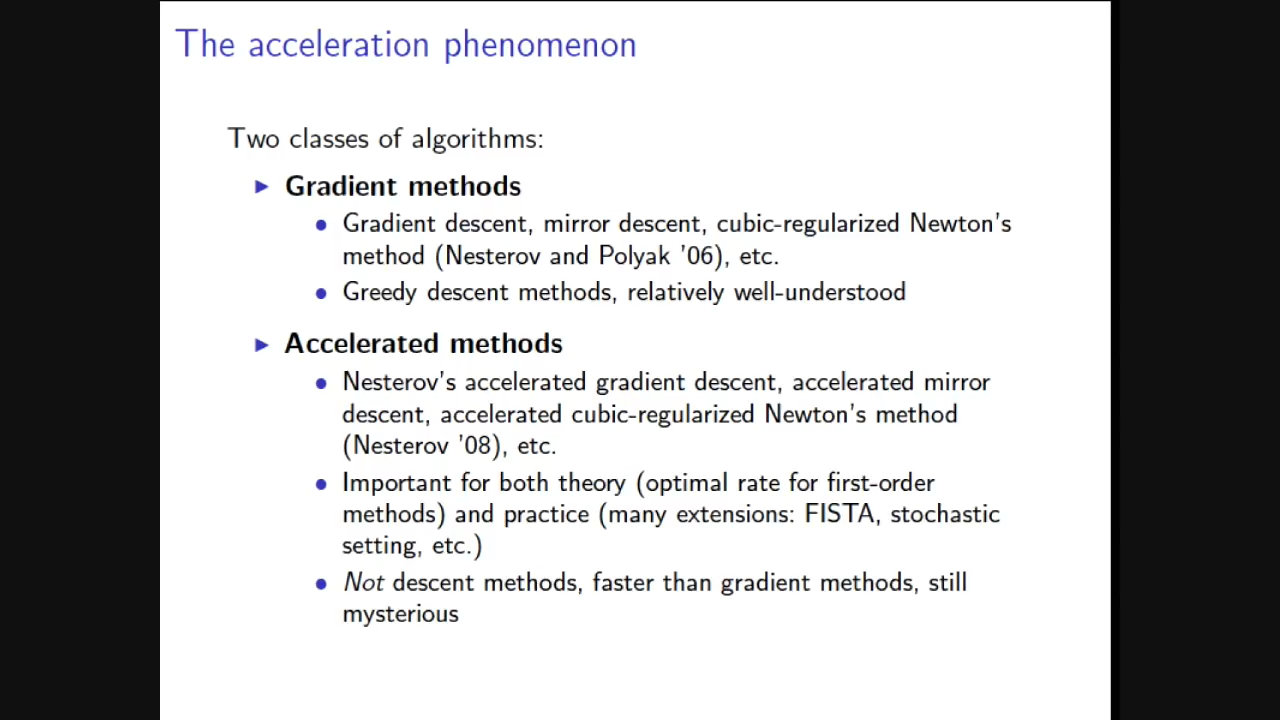 The acceleration phenomenon
Two classes of algorithms:
Gradient methods
Gradient descent, mirror descent, cubic-regularized Newton's
method (Nesterov and Polyak '06), etc.
Greedy descent methods, relatively well-understood
Accelerated methods
Nesterov's accelerated gradient descent, accelerated mirror
descent, accelerated cubic-regularized Newton's method
(Nesterov '08), etc.
Important for both theory (optimal rate for first-order
methods) and practice (many extensions: FISTA, stochastic
setting, etc.)
Not descent methods, faster than gradient methods, still
mysterious